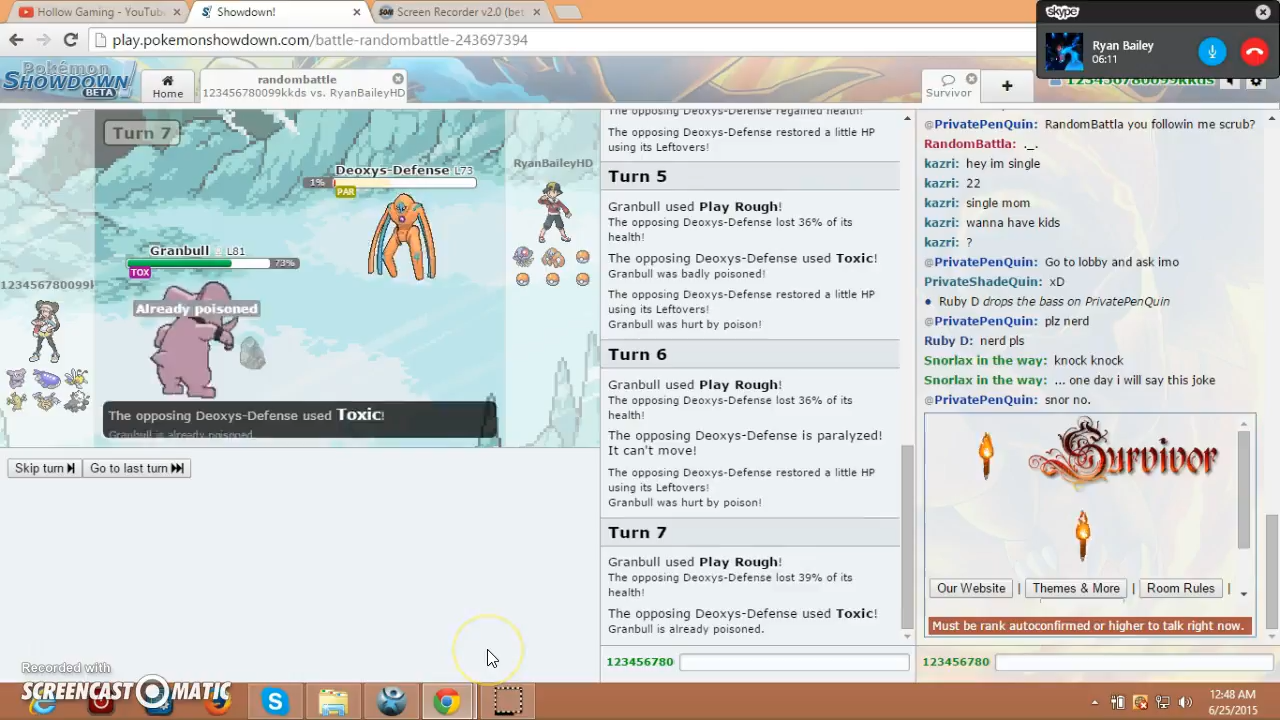 Hollow Gaming - YouTube
Showdown!
Screen Recorder v2.0 (bet
play.pokemonshowdown.com/battle-randombattle-243697394
skype
Ryan Bailey
06:11
Pokémon
SHOWDOWN
BETA
Home
randombattle
123456780099kkds vs. RyanBaileyHD
Survivor
123456780099kkds
Turn 7
Deoxys-Defense L73
1%
PAR
RyanBaileyHD
Granbull L81
73%
TOX
123456780099k
Already poisoned
The opposing Deoxys-Defense used Toxic!
Granbull is already poisoned.
Skip turn
Go to last turn
The opposing Deoxys-Defense regained health!
The opposing Deoxys-Defense restored a little HP
using its Leftovers!
Turn 5
Granbull used Play Rough!
The opposing Deoxys-Defense lost 36% of its
health!
The opposing Deoxys-Defense used Toxic!
Granbull was badly poisoned!
The opposing Deoxys-Defense restored a little HP
using its Leftovers!
Granbull was hurt by poison!
Turn 6
Granbull used Play Rough!
The opposing Deoxys-Defense lost 36% of its
health!
The opposing Deoxys-Defense is paralyzed!
It can't move!
The opposing Deoxys-Defense restored a little HP
using its Leftovers!
Granbull was hurt by poison!
Turn 7
Granbull used Play Rough!
The opposing Deoxys-Defense lost 39% of its
health!
The opposing Deoxys-Defense used Toxic!
Granbull is already poisoned.
123456780
@PrivatePenQuin: RandomBattla you followin me scrub?
RandomBattla: ._.
kazri: hey im single
kazri: 22
kazri: single mom
kazri: wanna have kids
kazri: ?
@PrivatePenQuin: Go to lobby and ask imo
PrivateShadeQuin: xD
• Ruby D drops the bass on PrivatePenQuin
@PrivatePenQuin: plz nerd
Ruby D: nerd pls
Snorlax in the way: knock knock
Snorlax in the way: ... one day i will say this joke
@PrivatePenQuin: snor no.
Survivor
Our Website | Themes & More | Room Rules |
Must be rank autoconfirmed or higher to talk right now.
123456780
Recorded with
SCREENCAST-O-MATIC
12:48 AM
6/25/2015